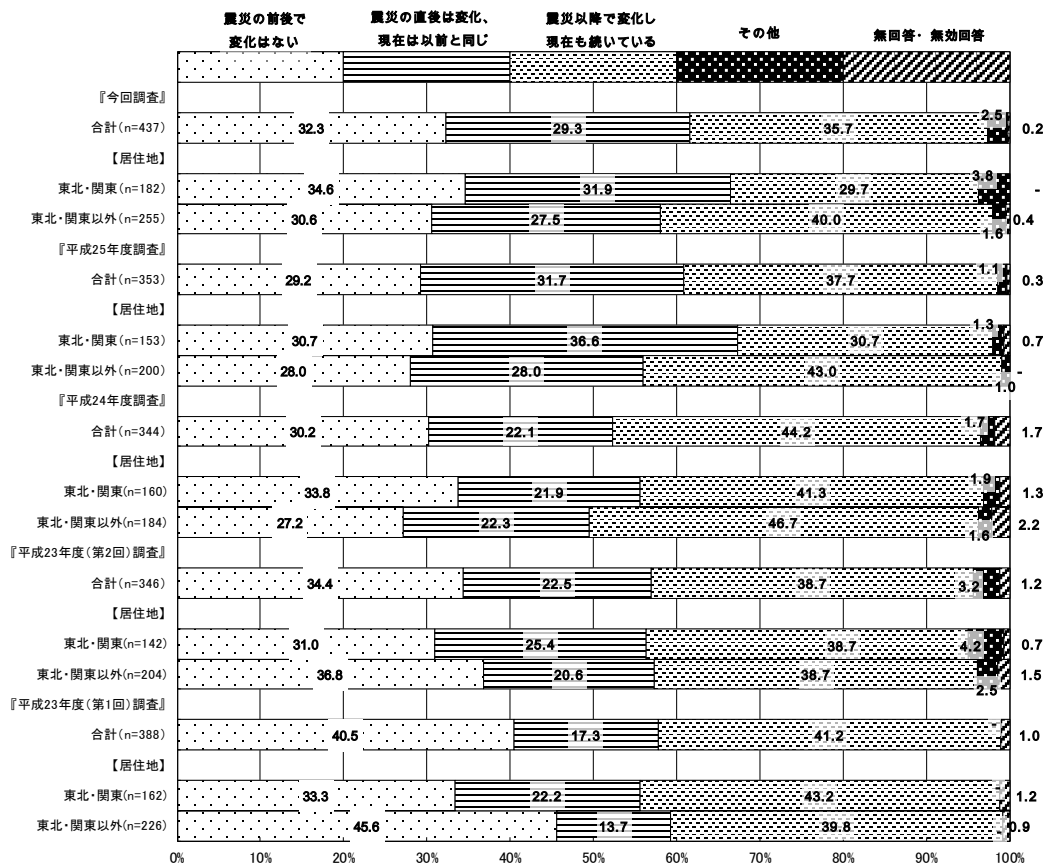 震災の前後で
変化はない
震災の直後は変化、
現在は以前と同じ
震災以降で変化し
現在も続いている
その他
無回答・無効回答
『今回調査』
合計(n=437) 32.3 29.3 35.7 2.5 0.2
【居住地】
東北・関東(n=182) 34.6 31.9 29.7 3.8 -
東北・関東以外(n=255) 30.6 27.5 40.0 1.6 0.4
『平成25年度調査』
合計(n=353) 29.2 31.7 37.7 1.1 0.3
【居住地】
東北・関東(n=153) 30.7 36.6 30.7 1.3 0.7
東北・関東以外(n=200) 28.0 28.0 43.0 1.0 -
『平成24年度調査』
合計(n=344) 30.2 22.1 44.2 1.7 1.7
【居住地】
東北・関東(n=160) 33.8 21.9 41.3 1.9 1.3
東北・関東以外(n=184) 27.2 22.3 46.7 1.6 2.2
『平成23年度(第2回)調査』
合計(n=346) 34.4 22.5 38.7 3.2 1.2
【居住地】
東北・関東(n=142) 31.0 25.4 38.7 4.2 0.7
東北・関東以外(n=204) 36.8 20.6 38.7 2.5 1.5
『平成23年度(第1回)調査』
合計(n=388) 40.5 17.3 41.2 - 1.0
【居住地】
東北・関東(n=162) 33.3 22.2 43.2 - 1.2
東北・関東以外(n=226) 45.6 13.7 39.8 - 0.9
0% 10% 20% 30% 40% 50% 60% 70% 80% 90% 100%